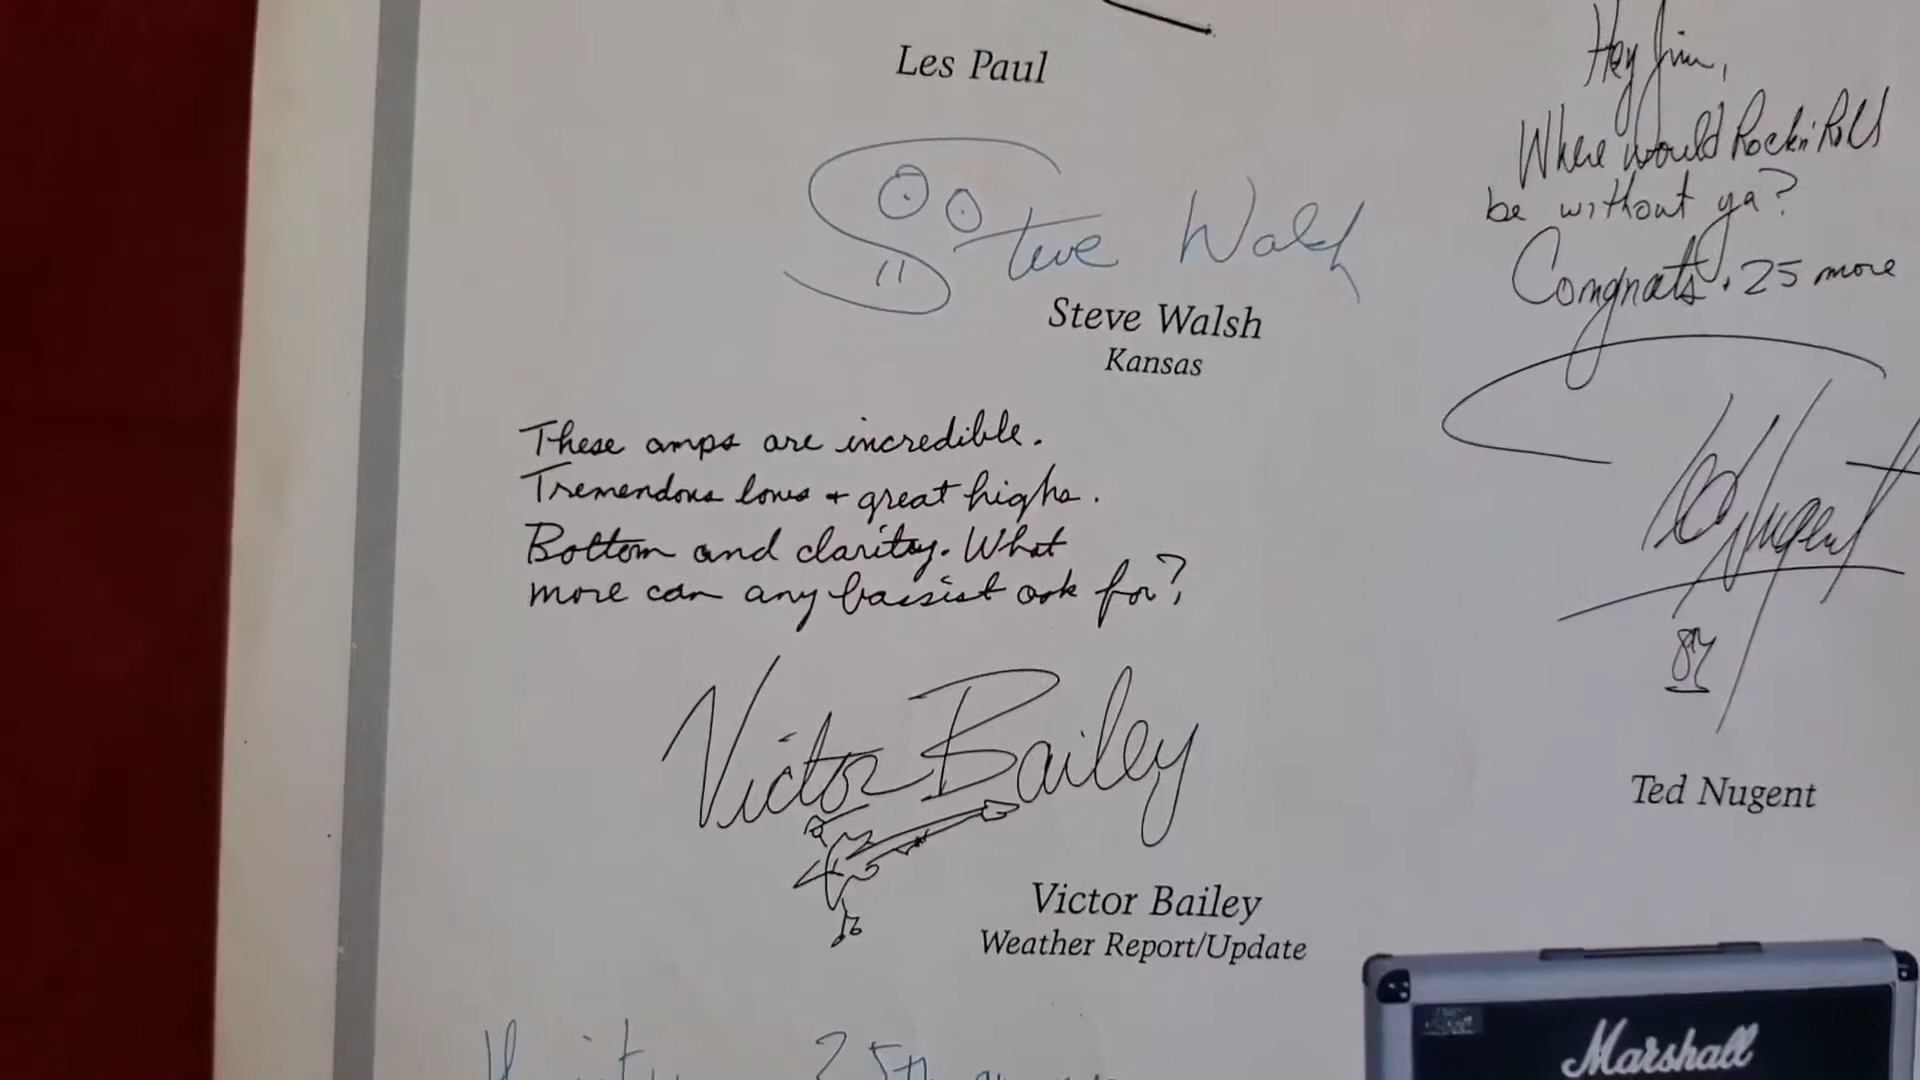 Les Paul
Steve Walsh
Steve Walsh
Kansas
These amps are incredible.
Tremendous lows + great highs.
Bottom and clarity. What
more can any bassist ask for?
Victor Bailey
Victor Bailey
Weather Report/Update
Hey Jim,
Where would Rock n' Roll
be without ya?
Congrats. 25 more
Ted Nugent
87
Ted Nugent
25th
Marshall